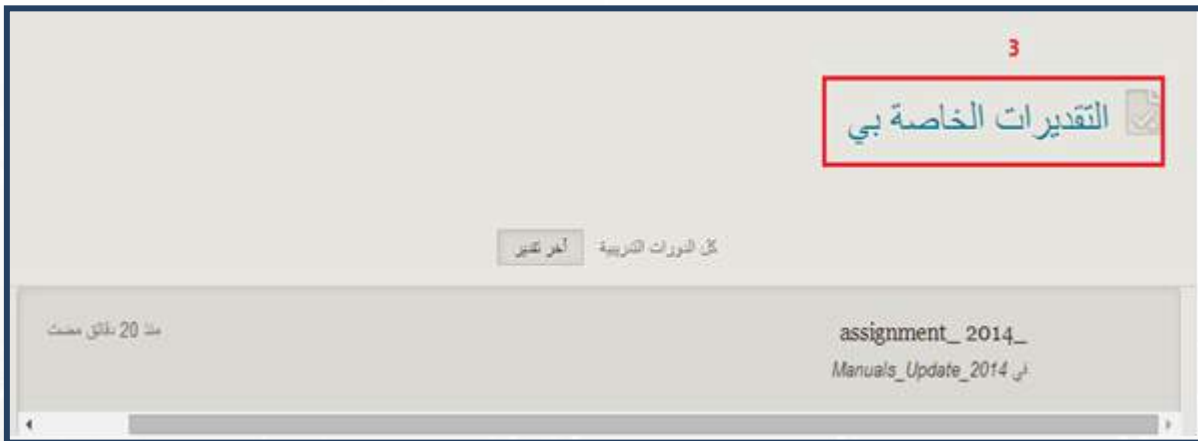 3
التقديرات الخاصة بي
كل الدورات التدريبية آخر تقدير
assignment_ 2014_ منذ 20 دقائق مضت
في Manuals_Update_2014